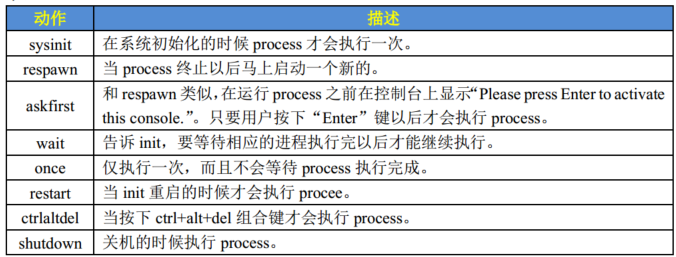 动作 描述
sysinit 在系统初始化的时候 process 才会执行一次。
respawn 当 process 终止以后马上启动一个新的。
askfirst 和 respawn 类似，在运行 process 之前在控制台上显示“Please press Enter to activate
this console.”。只要用户按下“Enter”键以后才会执行 process。
wait 告诉 init，要等待相应的进程执行完以后才能继续执行。
once 仅执行一次，而且不会等待 process 执行完成。
restart 当 init 重启的时候才会执行 procee。
ctrlaltdel 当按下 ctrl+alt+del 组合键才会执行 process。
shutdown 关机的时候执行 process。